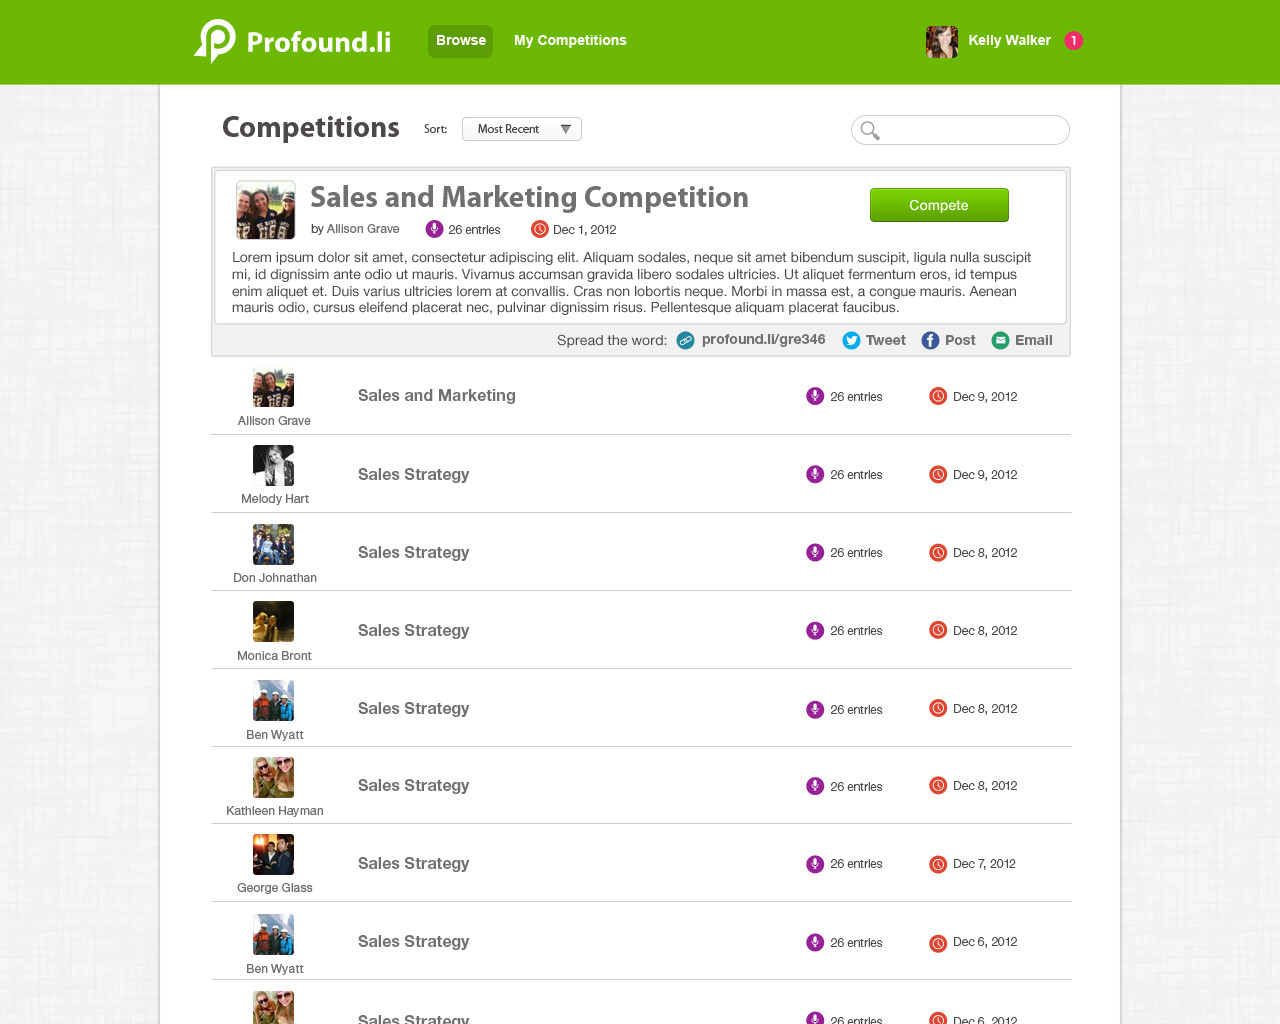 Profound.li
Browse
My Competitions
Kelly Walker
1
Competitions
Sort:
Most Recent
Sales and Marketing Competition
Compete
by Allison Grave
26 entries
Dec 1, 2012
Lorem ipsum dolor sit amet, consectetur adipiscing elit. Aliquam sodales, neque sit amet bibendum suscipit, ligula nulla suscipit
mi, id dignissim ante odio ut mauris. Vivamus accumsan gravida libero sodales ultricies. Ut aliquet fermentum eros, id tempus
enim aliquet et. Duis varius ultricies lorem at convallis. Cras non lobortis neque. Morbi in massa est, a congue mauris. Aenean
mauris odio, cursus eleifend placerat nec, pulvinar dignissim risus. Pellentesque aliquam placerat faucibus.
Spread the word:
profound.li/gre346
Tweet
Post
Email
Sales and Marketing
26 entries
Dec 9, 2012
Allison Grave
Sales Strategy
26 entries
Dec 9, 2012
Melody Hart
Sales Strategy
26 entries
Dec 8, 2012
Don Johnathan
Sales Strategy
26 entries
Dec 8, 2012
Monica Bront
Sales Strategy
26 entries
Dec 8, 2012
Ben Wyatt
Sales Strategy
26 entries
Dec 8, 2012
Kathleen Hayman
Sales Strategy
26 entries
Dec 7, 2012
George Glass
Sales Strategy
26 entries
Dec 6, 2012
Ben Wyatt
Sales Strategy
26 entries
Dec 6, 2012